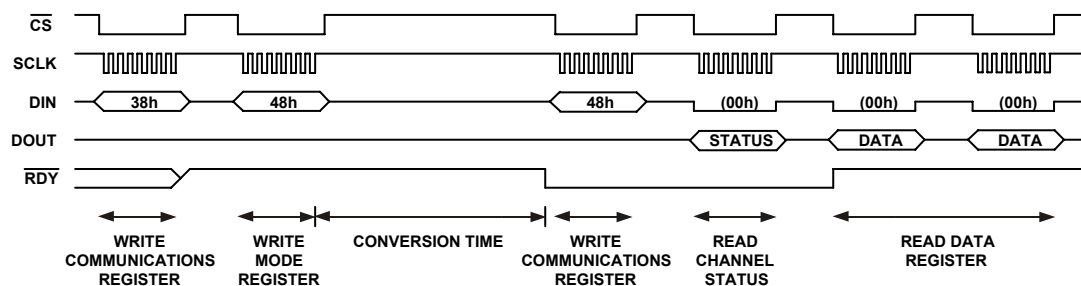 CS
SCLK
DIN 38h 48h 48h (00h) (00h) (00h)
DOUT STATUS DATA DATA
RDY
WRITE
COMMUNICATIONS
REGISTER
WRITE
MODE
REGISTER
CONVERSION TIME
WRITE
COMMUNICATIONS
REGISTER
READ
CHANNEL
STATUS
READ DATA
REGISTER